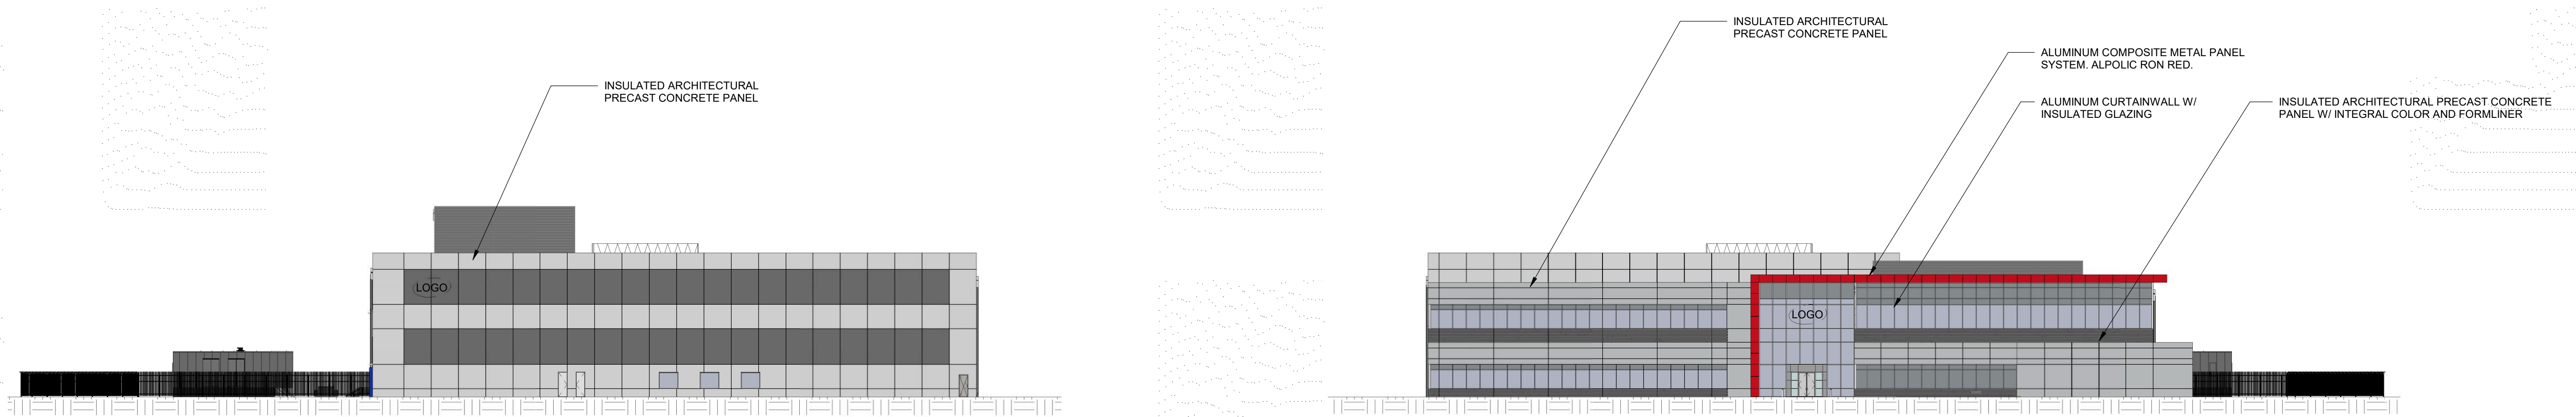 INSULATED ARCHITECTURAL
PRECAST CONCRETE PANEL
LOGO
INSULATED ARCHITECTURAL
PRECAST CONCRETE PANEL
ALUMINUM COMPOSITE METAL PANEL
SYSTEM. ALPOLIC RON RED.
ALUMINUM CURTAINWALL W/
INSULATED GLAZING
INSULATED ARCHITECTURAL PRECAST CONCRETE
PANEL W/ INTEGRAL COLOR AND FORMLINER
LOGO